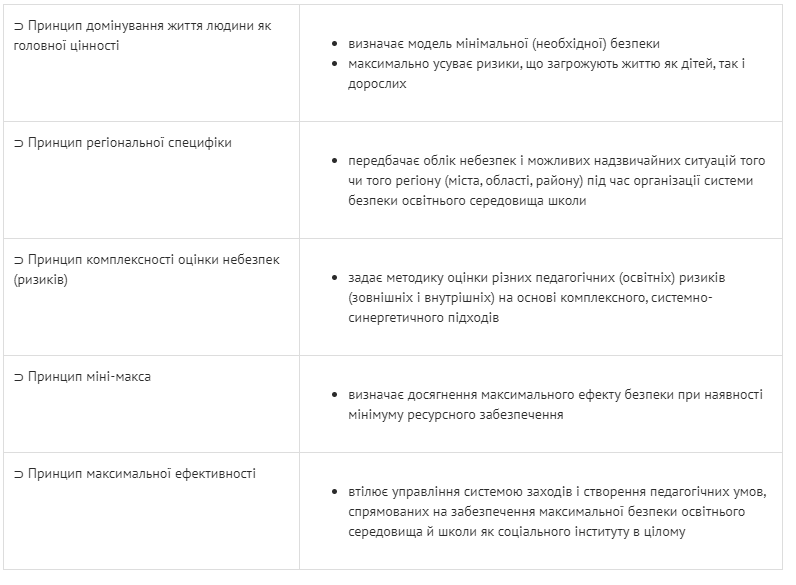 ⊃ Принцип домінування життя людини як
головної цінності
• визначає модель мінімальної (необхідної) безпеки
• максимально усуває ризики, що загрожують життю як дітей, так і
дорослих
⊃ Принцип регіональної специфіки
• передбачає облік небезпек і можливих надзвичайних ситуацій того
чи того регіону (міста, області, району) під час організації системи
безпеки освітнього середовища школи
⊃ Принцип комплексності оцінки небезпек
(ризиків)
• задає методику оцінки різних педагогічних (освітніх) ризиків
(зовнішніх і внутрішніх) на основі комплексного, системно-
синергетичного підходів
⊃ Принцип міні-макса
• визначає досягнення максимального ефекту безпеки при наявності
мінімуму ресурсного забезпечення
⊃ Принцип максимальної ефективності
• втілює управління системою заходів і створення педагогічних умов,
спрямованих на забезпечення максимальної безпеки освітнього
середовища й школи як соціального інституту в цілому